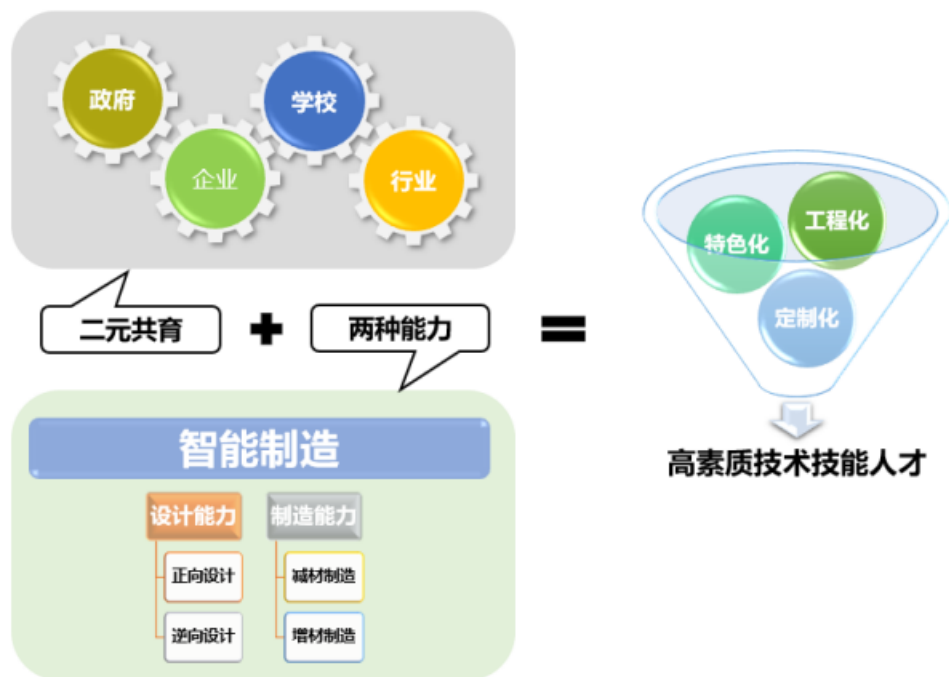 政府
学校
企业
行业
二元共育
+
两种能力
=
智能制造
设计能力
制造能力
正向设计
减材制造
逆向设计
增材制造
特色化
工程化
定制化
高素质技术技能人才